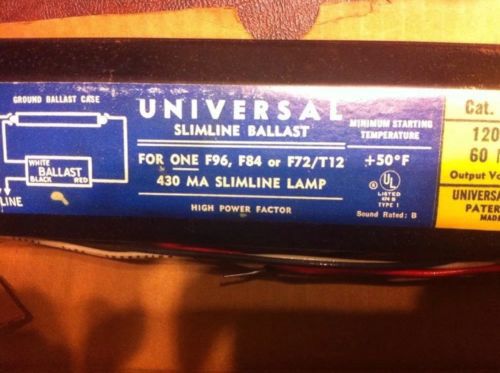 GROUND BALLAST CASE
WHITE
BALLAST
BLACK RED
LINE
UNIVERSAL
SLIMLINE BALLAST
FOR ONE F96, F84 or F72/T12
430 MA SLIMLINE LAMP
HIGH POWER FACTOR
MINIMUM STARTING
TEMPERATURE
+50°F
UL
LISTED
TYPE 1
Sound Rated: B
Cat.
120
60
Output Vo
UNIVERSA
PATER
MADE